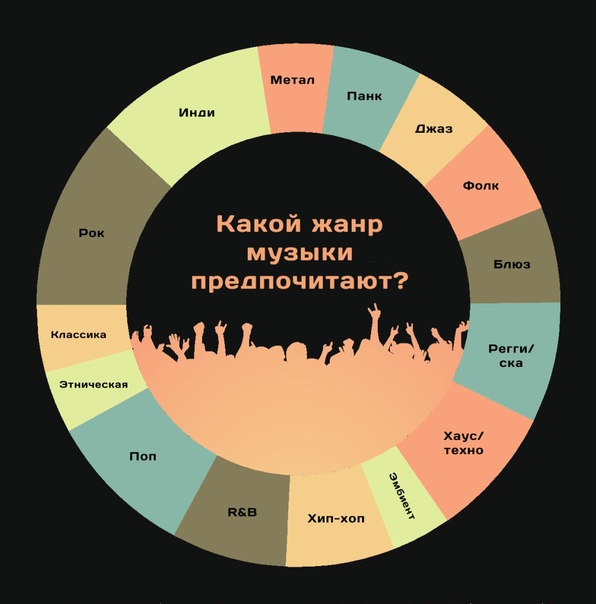 Метал
Панк
Джаз
Фолк
Блюз
Регги/
ска
Хаус/
техно
Эмбиент
Хип-хоп
R&B
Поп
Этническая
Классика
Рок
Инди
Какой жанр
музыки
предпочитают?